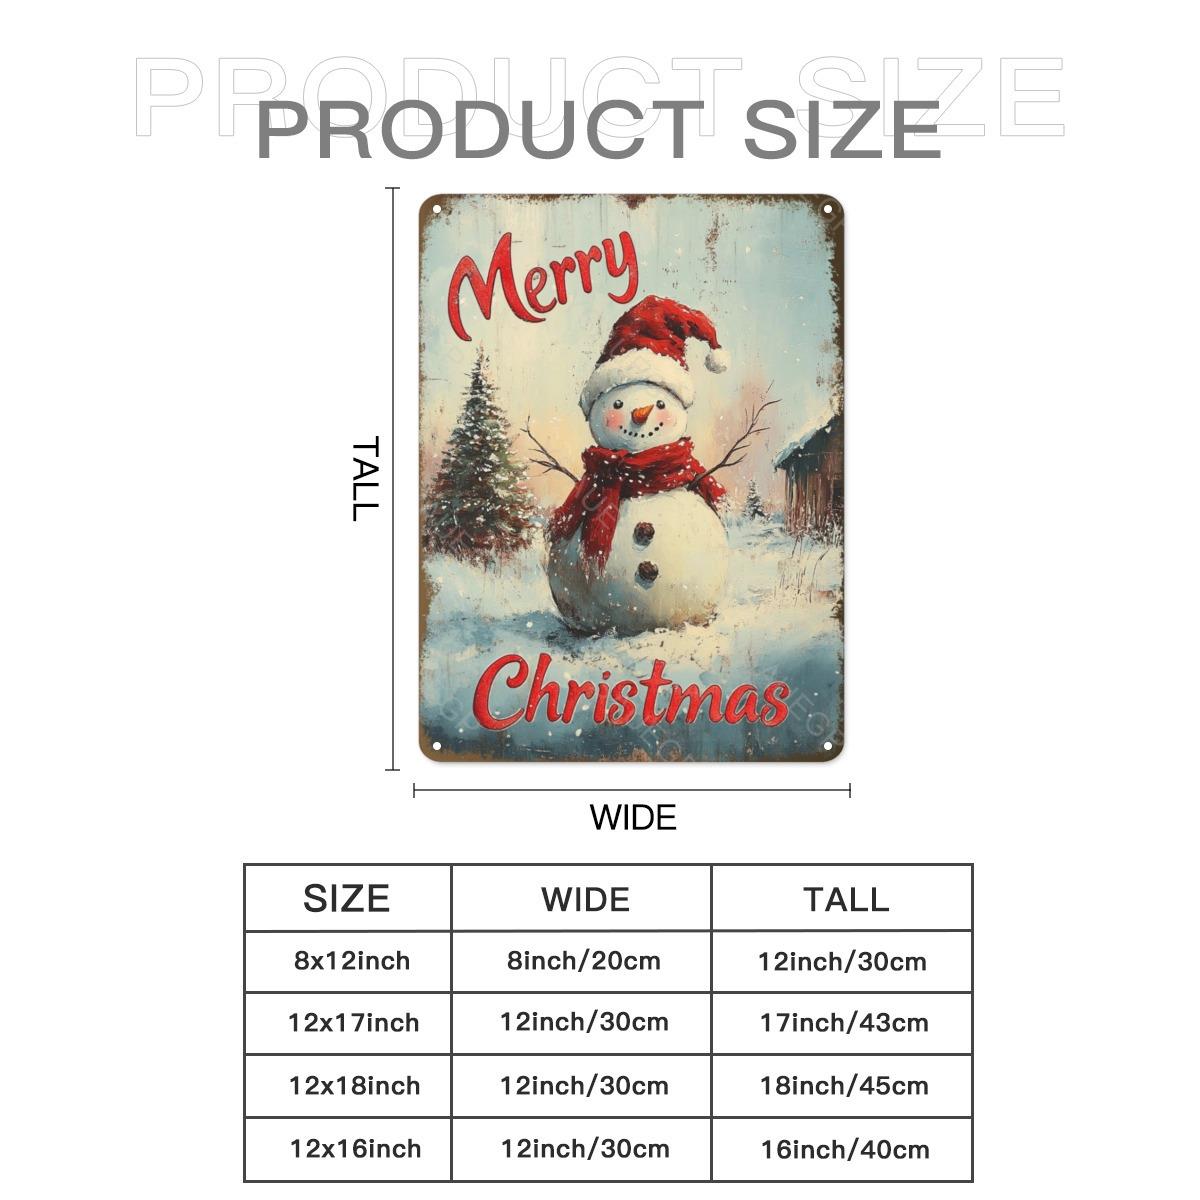 PRODUCT SIZE
PRODUCT SIZE
Merry
TALL
Christmas
WIDE
SIZE WIDE TALL
8x12inch 8inch/20cm 12inch/30cm
12x17inch 12inch/30cm 17inch/43cm
12x18inch 12inch/30cm 18inch/45cm
12x16inch 12inch/30cm 16inch/40cm